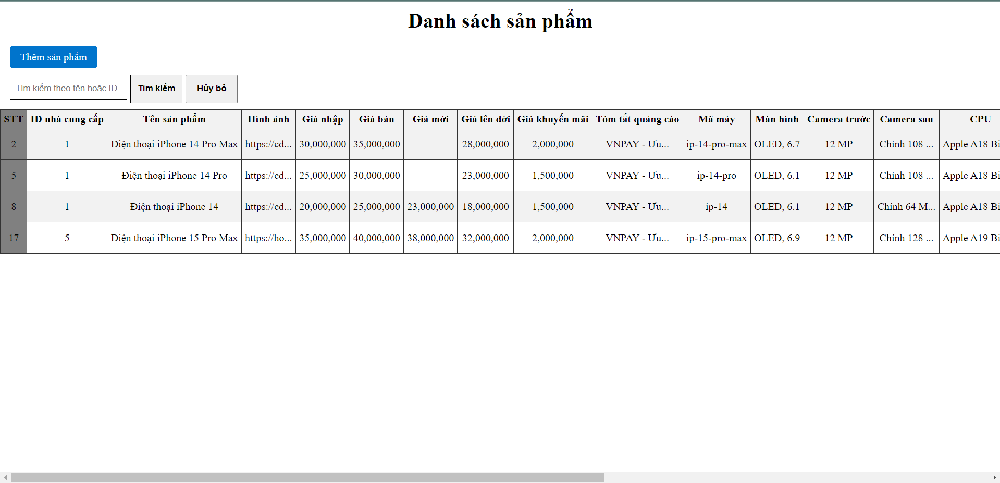 Danh sách sản phẩm
Thêm sản phẩm
Tìm kiếm theo tên hoặc ID Tìm kiếm Hủy bỏ
STT ID nhà cung cấp Tên sản phẩm Hình ảnh Giá nhập Giá bán Giá mới Giá lên đời Giá khuyến mãi Tóm tắt quảng cáo Mã máy Màn hình Camera trước Camera sau CPU
2 1 Điện thoại iPhone 14 Pro Max https://cd... 30,000,000 35,000,000 28,000,000 2,000,000 VNPAY - Ưu... ip-14-pro-max OLED, 6.7 12 MP Chính 108 ... Apple A18 Bi
5 1 Điện thoại iPhone 14 Pro https://cd... 25,000,000 30,000,000 23,000,000 1,500,000 VNPAY - Ưu... ip-14-pro OLED, 6.1 12 MP Chính 108 ... Apple A18 Bi
8 1 Điện thoại iPhone 14 https://cd... 20,000,000 25,000,000 23,000,000 18,000,000 1,500,000 VNPAY - Ưu... ip-14 OLED, 6.1 12 MP Chính 64 M... Apple A18 Bi
17 5 Điện thoại iPhone 15 Pro Max https://ho... 35,000,000 40,000,000 38,000,000 32,000,000 2,000,000 VNPAY - Ưu... ip-15-pro-max OLED, 6.9 12 MP Chính 128 ... Apple A19 Bi